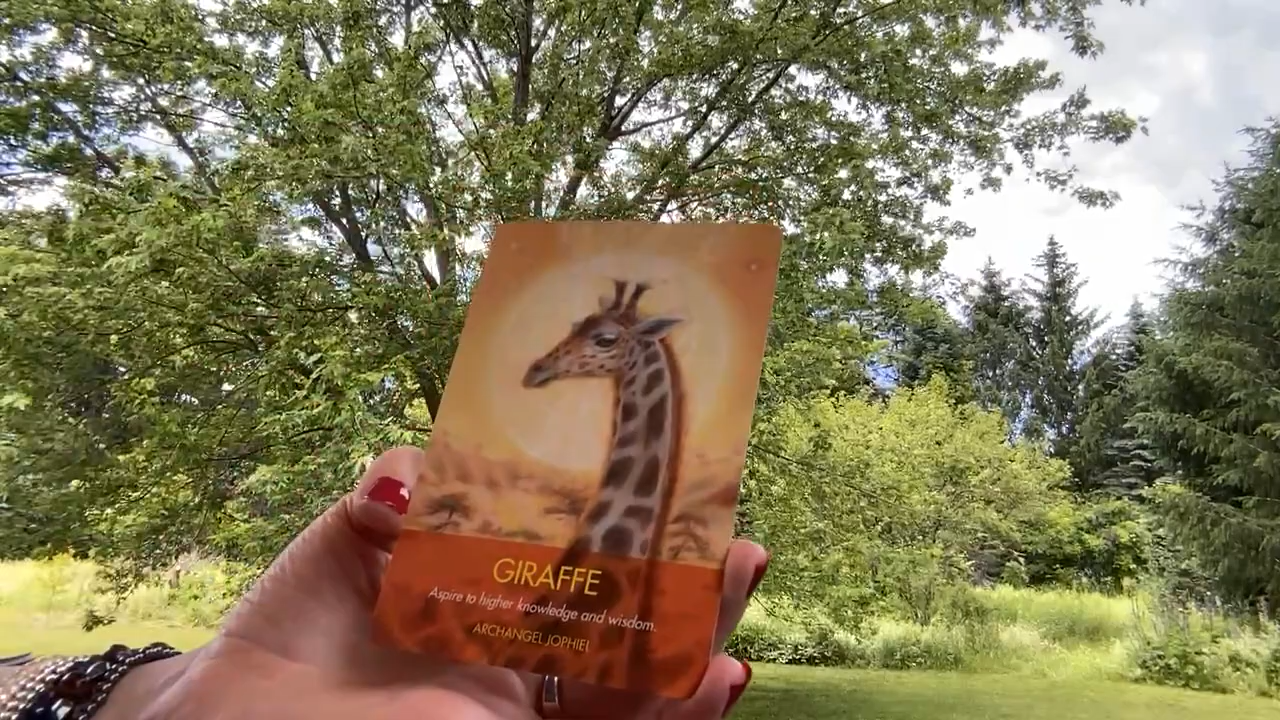 GIRAFFE
Aspire to higher knowledge and wisdom.
ARCHANGEL JOPHIEL